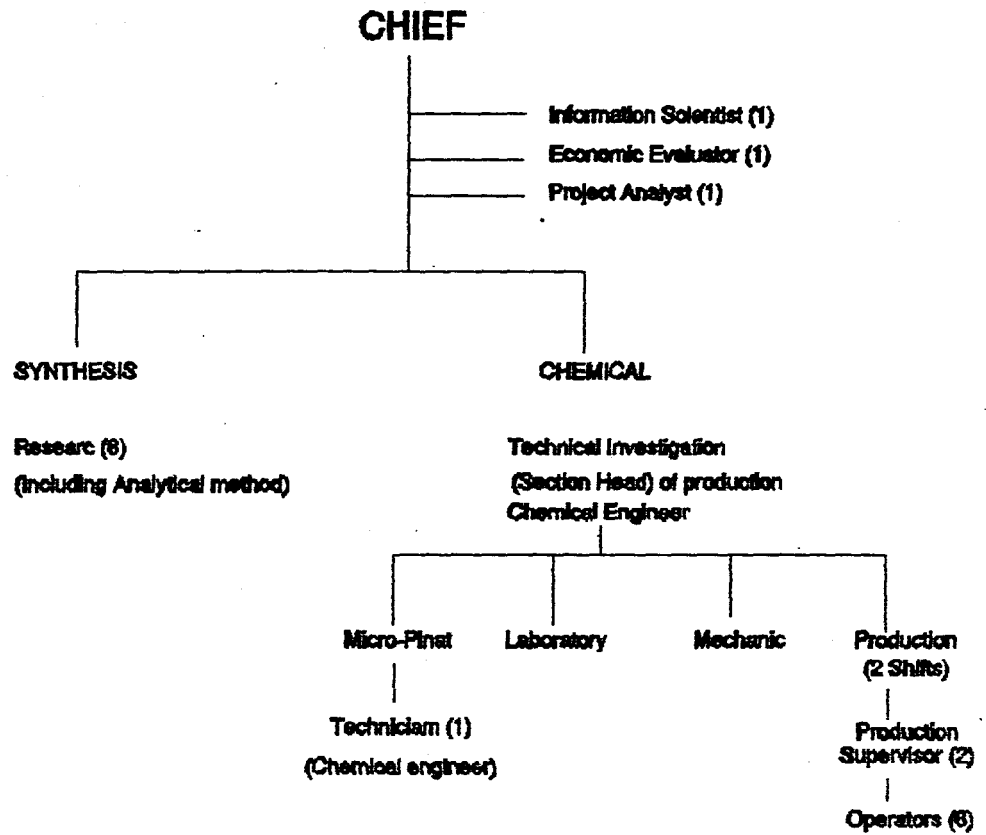 CHIEF
Information Scientist (1)
Economic Evaluator (1)
Project Analyst (1)
SYNTHESIS
CHEMICAL
Researc (6)
(Including Analytical method)
Technical Investigation
(Section Head) of production
Chemical Engineer
Micro-Plnat
Laboratory
Mechanic
Production
(2 Shifts)
Techniciam (1)
(Chemical engineer)
Production
Supervisor (2)
Operators (6)